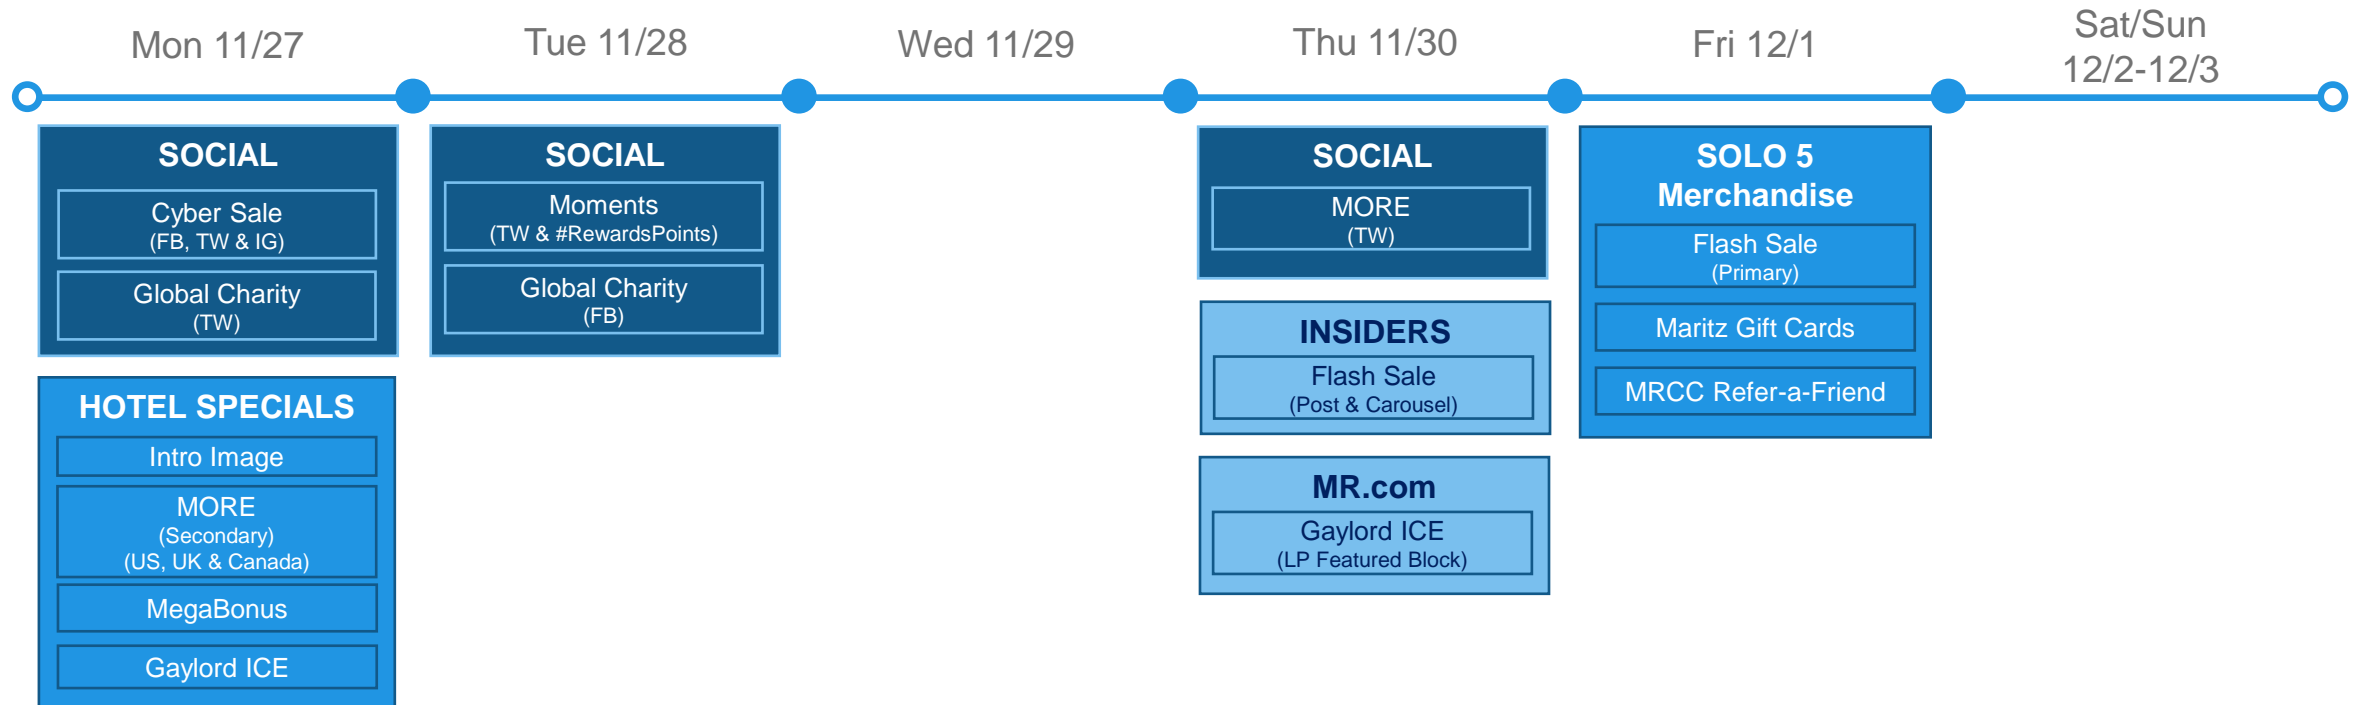 Mon 11/27
Tue 11/28
Wed 11/29
Thu 11/30
Fri 12/1
Sat/Sun
12/2-12/3
SOCIAL
Cyber Sale
(FB, TW & IG)
Global Charity
(TW)
HOTEL SPECIALS
Intro Image
MORE
(Secondary)
(US, UK & Canada)
MegaBonus
Gaylord ICE
SOCIAL
Moments
(TW & #RewardsPoints)
Global Charity
(FB)
SOCIAL
MORE
(TW)
INSIDERS
Flash Sale
(Post & Carousel)
MR.com
Gaylord ICE
(LP Featured Block)
SOLO 5
Merchandise
Flash Sale
(Primary)
Maritz Gift Cards
MRCC Refer-a-Friend